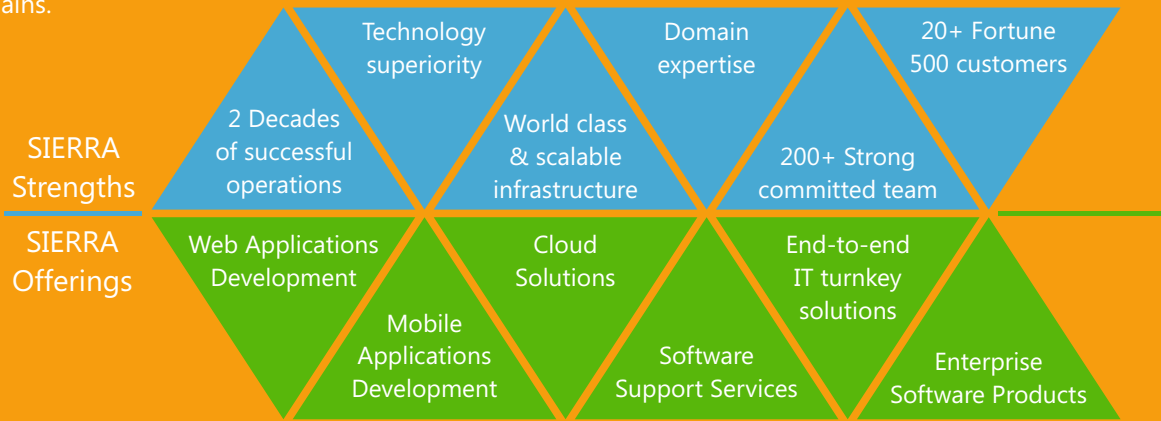 ains.
SIERRA
Strengths
2 Decades
of successful
operations
Technology
superiority
World class
& scalable
infrastructure
Domain
expertise
200+ Strong
committed team
20+ Fortune
500 customers
SIERRA
Offerings
Web Applications
Development
Mobile
Applications
Development
Cloud
Solutions
Software
Support Services
End-to-end
IT turnkey
solutions
Enterprise
Software Products